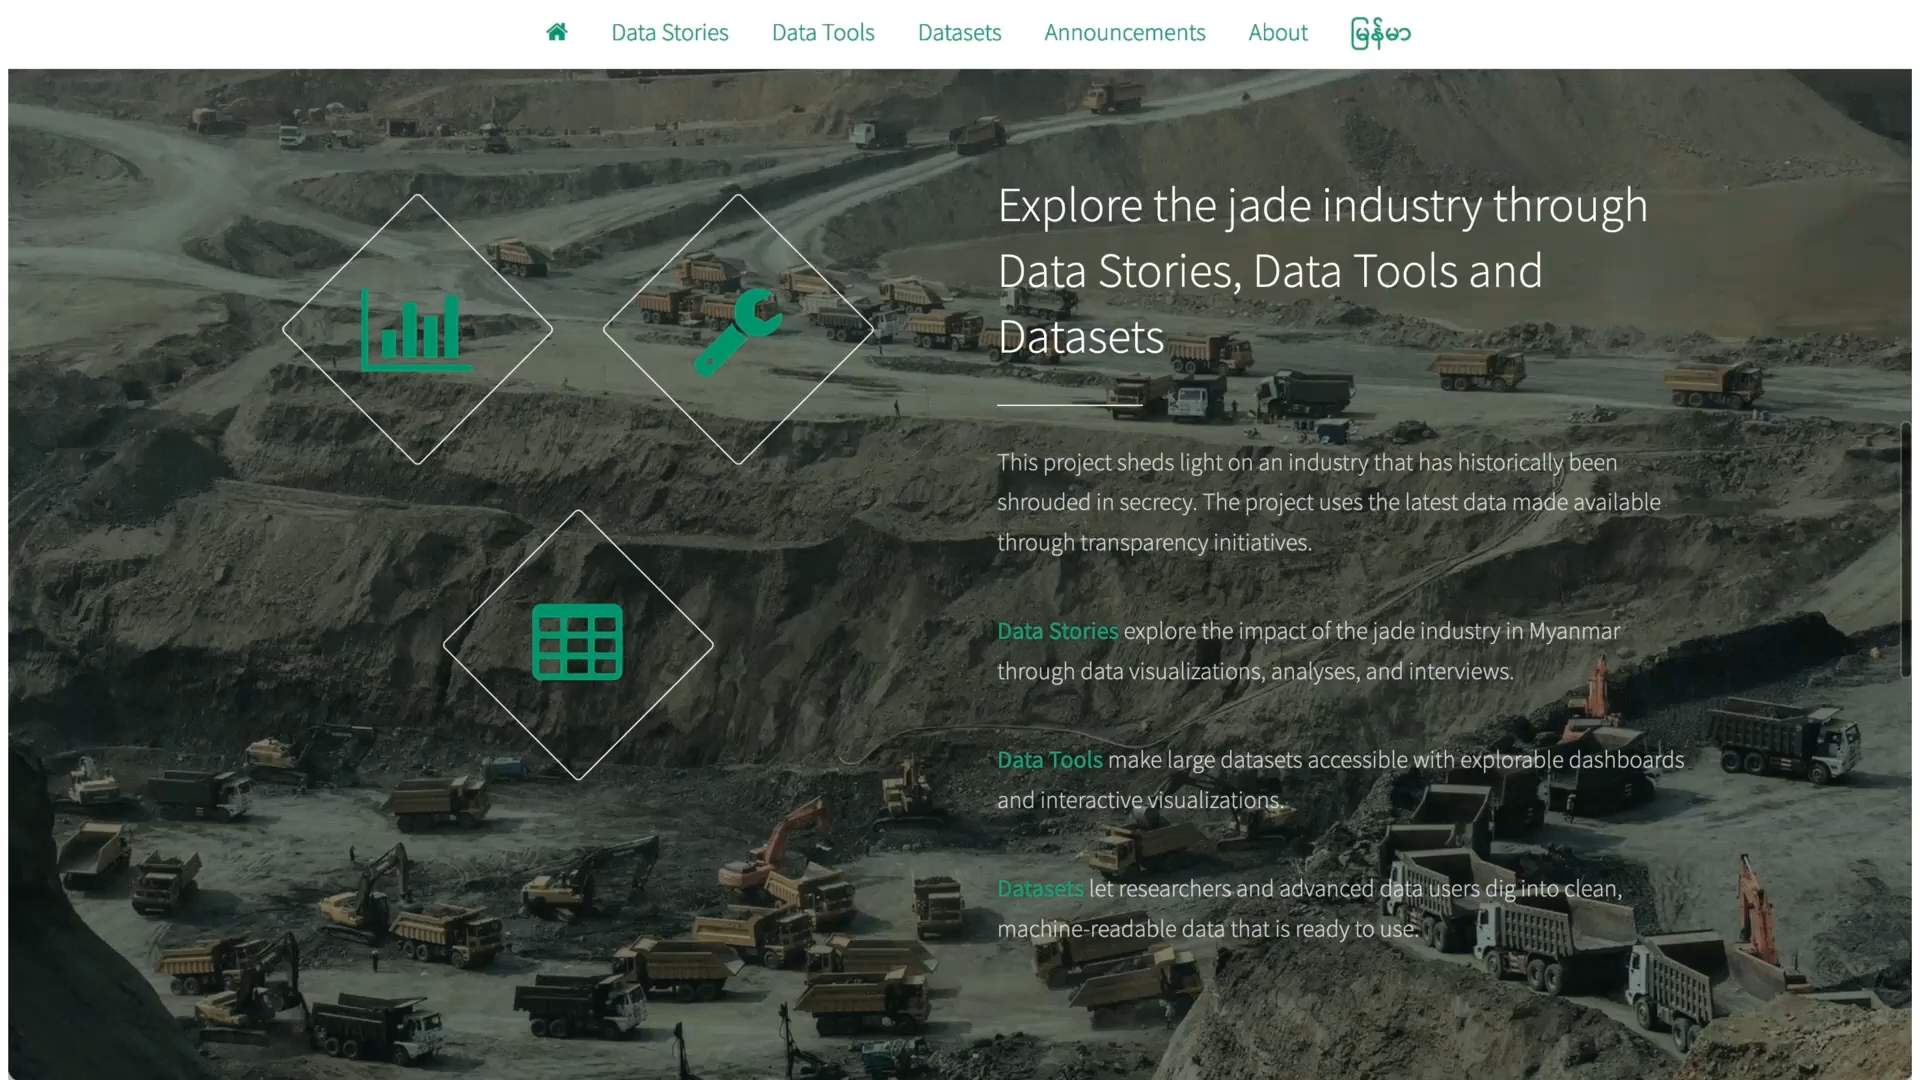 Data Stories Data Tools Datasets Announcements About မြန်မာ
Explore the jade industry through
Data Stories, Data Tools and
Datasets
This project sheds light on an industry that has historically been
shrouded in secrecy. The project uses the latest data made available
through transparency initiatives.
Data Stories explore the impact of the jade industry in Myanmar
through data visualizations, analyses, and interviews.
Data Tools make large datasets accessible with explorable dashboards
and interactive visualizations.
Datasets let researchers and advanced data users dig into clean,
machine-readable data that is ready to use.